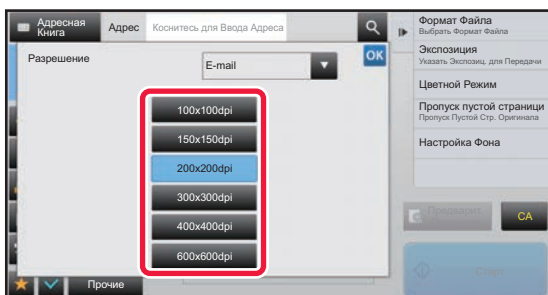 Адресная
Книга
Адрес
Коснитесь для Ввода Адреса
Разрешение
E-mail
OK
100x100dpi
150x150dpi
200x200dpi
300x300dpi
400x400dpi
600x600dpi
Прочие
Формат Файла
Выбрать Формат Файла
Экспозиция
Указать Экспозиц. для Передачи
Цветной Режим
Пропуск пустой страници
Пропуск Пустой Стр. Оригинала
Настройка Фона
Предварит.
CA